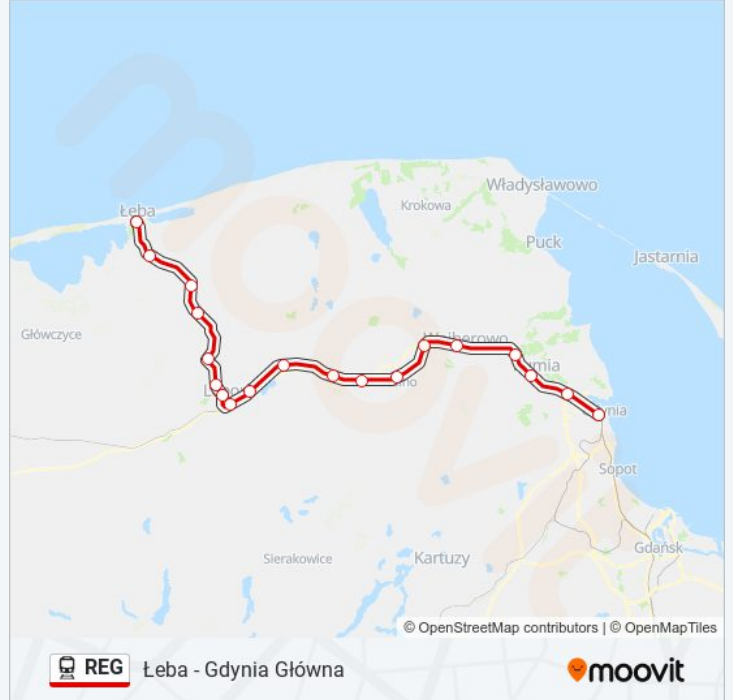 Władysławowo
Łeba
Krokowa
Puck
Jastarnia
Główczyce
Wejherowo
Sopot
Gdańsk
Sierakowice
Kartuzy
© OpenStreetMap contributors | © OpenMapTiles
REG Łeba - Gdynia Główna
moovit